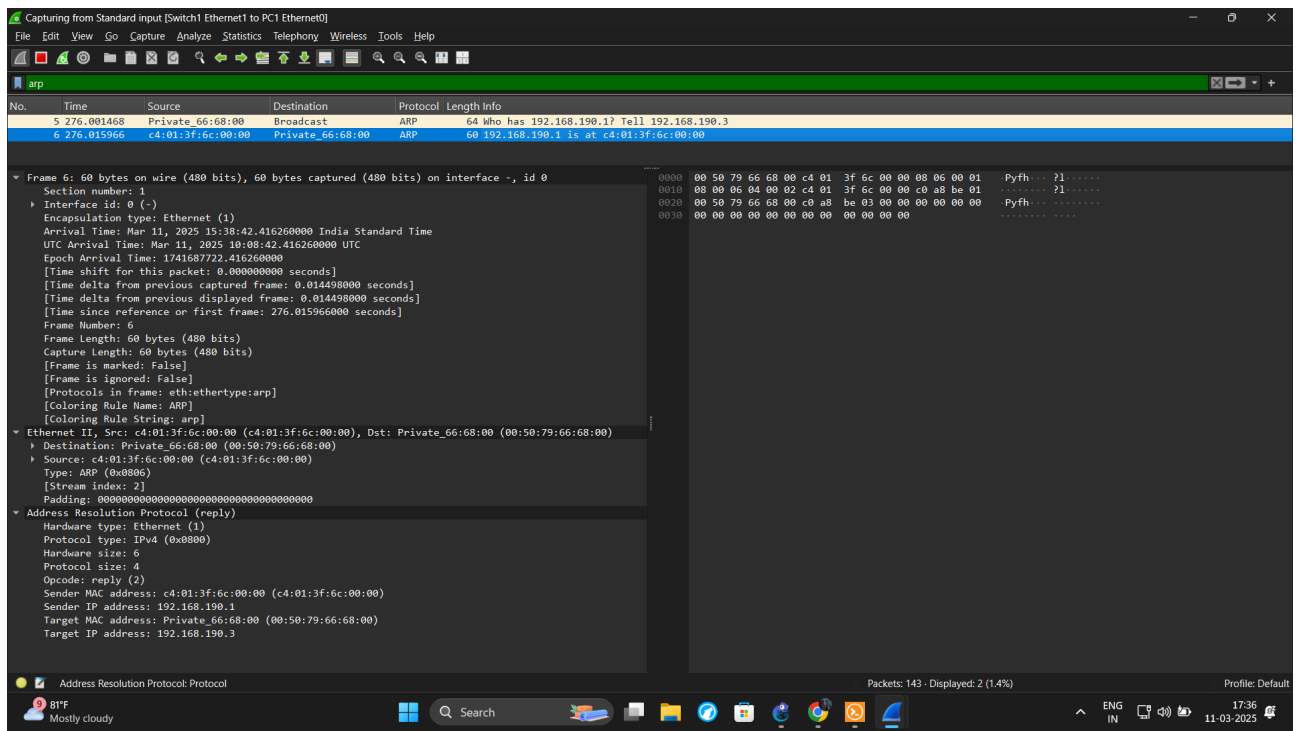 Capturing from Standard input [Switch1 Ethernet1 to PC1 Ethernet0]
File Edit View Go Capture Analyze Statistics Telephony Wireless Tools Help
arp
No. Time Source Destination Protocol Length Info
5 276.001468 Private_66:68:00 Broadcast ARP 64 Who has 192.168.190.1? Tell 192.168.190.3
6 276.015966 c4:01:3f:6c:00:00 Private_66:68:00 ARP 60 192.168.190.1 is at c4:01:3f:6c:00:00
Frame 6: 60 bytes on wire (480 bits), 60 bytes captured (480 bits) on interface -, id 0
Section number: 1
Interface id: 0 (-)
Encapsulation type: Ethernet (1)
Arrival Time: Mar 11, 2025 15:38:42.416260000 India Standard Time
UTC Arrival Time: Mar 11, 2025 10:08:42.416260000 UTC
Epoch Arrival Time: 1741687722.416260000
[Time shift for this packet: 0.000000000 seconds]
[Time delta from previous captured frame: 0.014498000 seconds]
[Time delta from previous displayed frame: 0.014498000 seconds]
[Time since reference or first frame: 276.015966000 seconds]
Frame Number: 6
Frame Length: 60 bytes (480 bits)
Capture Length: 60 bytes (480 bits)
[Frame is marked: False]
[Frame is ignored: False]
[Protocols in frame: eth:ethertype:arp]
[Coloring Rule Name: ARP]
[Coloring Rule String: arp]
Ethernet II, Src: c4:01:3f:6c:00:00 (c4:01:3f:6c:00:00), Dst: Private_66:68:00 (00:50:79:66:68:00)
Destination: Private_66:68:00 (00:50:79:66:68:00)
Source: c4:01:3f:6c:00:00 (c4:01:3f:6c:00:00)
Type: ARP (0x0806)
[Stream index: 2]
Padding: 000000000000000000000000000000000000
Address Resolution Protocol (reply)
Hardware type: Ethernet (1)
Protocol type: IPv4 (0x0800)
Hardware size: 6
Protocol size: 4
Opcode: reply (2)
Sender MAC address: c4:01:3f:6c:00:00 (c4:01:3f:6c:00:00)
Sender IP address: 192.168.190.1
Target MAC address: Private_66:68:00 (00:50:79:66:68:00)
Target IP address: 192.168.190.3
0000 00 50 79 66 68 00 c4 01 3f 6c 00 00 08 06 00 01 ·Pyfh··· ?l······
0010 08 00 06 04 00 02 c4 01 3f 6c 00 00 c0 a8 be 01 ········ ?l······
0020 00 50 79 66 68 00 c0 a8 be 03 00 00 00 00 00 00 ·Pyfh··· ········
0030 00 00 00 00 00 00 00 00 00 00 00 00 ········ ····
Address Resolution Protocol: Protocol
Packets: 143 · Displayed: 2 (1.4%)
Profile: Default
9
81°F
Mostly cloudy
Search
ENG
IN
17:36
11-03-2025